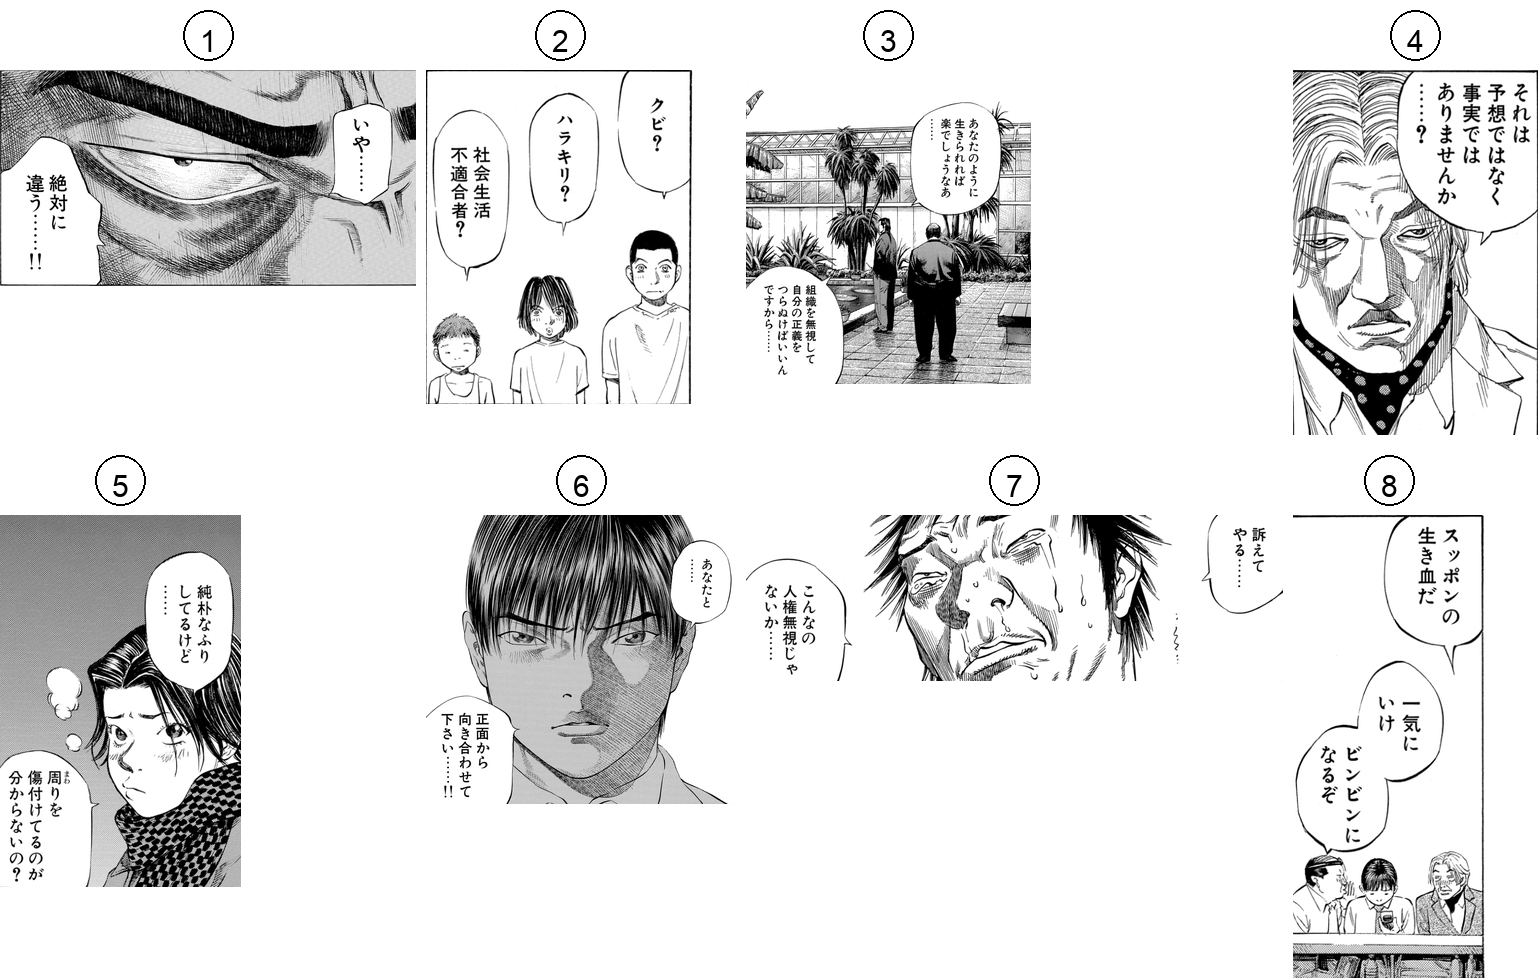 1
いや……
絶対に
違う……!!
2
クビ?
ハラキリ?
社会生活
不適合者?
3
あなたのように
生きられれば
楽でしょうなあ
……
組織を無視して
自分の正義を
つらぬけばいいん
ですから……
4
それは
予想ではなく
事実では
ありませんか
……?
5
純朴なふり
してるけど
……
周りを
まわ
傷付けてるのが
分からないの?
6
あなたと
……
正面から
向き合わせて
下さい……!!
7
訴えて
やる……
こんなの
人権無視じゃ
ないか……
8
スッポンの
生き血だ
一気に
いけ
ビンビンに
なるぞ